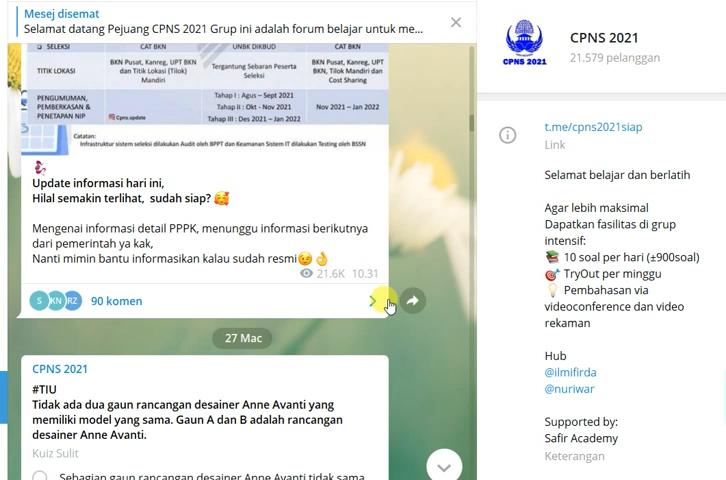 Mesej disemat
Selamat datang Pejuang CPNS 2021 Grup ini adalah forum belajar untuk me...
SELEKSI
CAT BKN
UNBK DIKBUD
CAT BKN
TITIK LOKASI
BKN Pusat, Kanreg, UPT BKN
dan Titik Lokasi (Tilok)
Mandiri
Tergantung Sebaran Peserta
Seleksi
BKN Pusat, Kanreg, UPT
BKN, Tilok Mandiri dan
Cost Sharing
PENGUMUMAN,
PEMBERKASAN &
PENETAPAN NIP
Cpns.update
Tahap I : Agus – Sept 2021
Tahap II : Okt - Nov 2021
Tahap III : Des 2021 – Jan 2022
Nov 2021 – Jan 2022
Catatan:
Infrastruktur sistem seleksi dilakukan Audit oleh BPPT dan Keamanan Sistem IT dilakukan Testing oleh BSSN
Update informasi hari ini,
Hilal semakin terlihat, sudah siap? 🥰
Mengenai informasi detail PPPK, menunggu informasi berikutnya
dari pemerintah ya kak,
Nanti mimin bantu informasikan kalau sudah resmi😉👌
21.6K 10.31
S KN RZ 90 komen
27 Mac
CPNS 2021
#TIU
Tidak ada dua gaun rancangan desainer Anne Avanti yang
memiliki model yang sama. Gaun A dan B adalah rancangan
desainer Anne Avanti.
Kuiz Sulit
Sebagian gaun rancangan desainer Anne Avanti tidak sama
CPNS 2021
CPNS 2021
21.579 pelanggan
t.me/cpns2021siap
Link
Selamat belajar dan berlatih
Agar lebih maksimal
Dapatkan fasilitas di grup
intensif:
📚 10 soal per hari (±900soal)
🎯 TryOut per minggu
💡 Pembahasan via
videoconference dan video
rekaman
Hub
@ilmifirda
@nuriwar
Supported by:
Safir Academy
Keterangan